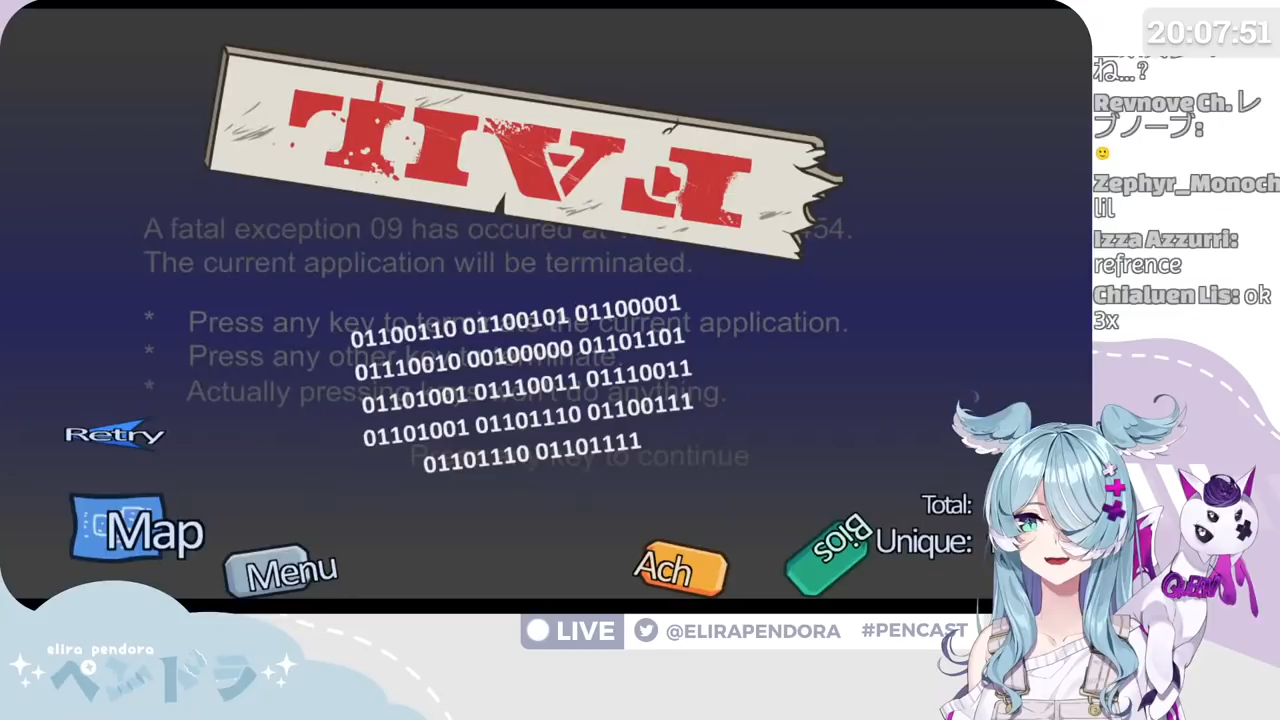 20:07:51
ね...?
Revnove Ch. レ
ブノーブ:
Zephyr_Monoch
lil
Izza Azzurri:
refrence
Chialuen Lis: ok
3x
FAIL
A fatal exception 09 has occured at 54.
The current application will be terminated.
* Press any key to terminate the current application.
* Press any other key to terminate.
* Actually pressing keys won't do anything.
key to continue
01100110 01100101 01100001
01110010 00100000 01101101
01101001 01110011 01110011
01101001 01101110 01100111
01101110 01101111
Retry
Map
Menu
Ach
Bios
Total:
Unique:
QUEEN
LIVE @ELIRAPENDORA #PENCAST
elira pendora
ペンドラ